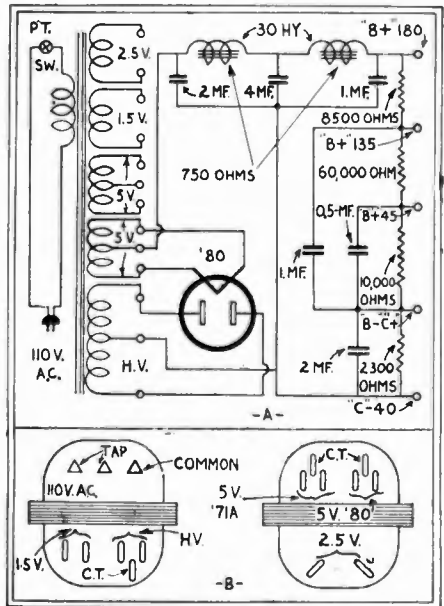 P'T.
SW.
2.5 V.
1.5 V.
5 V.
5 V.
H.V.
110 V.
A.C.
30 HY
"B+" 180
2 MF.
4 MF.
1. MF.
750 OHMS
8500 OHMS
"B+" 135
60,000 OHM
0.5-MF.
"B+45
1. MF.
10,000
OHMS
"B-"C+"
'80
2 MF.
2300
OHMS
"C"-40
-A-
TAP
COMMON
110V. A.C.
1.5 V.
H.V.
C.T.
C.T.
5 V.
'71A
5 V. '80
2.5 V.
-B-